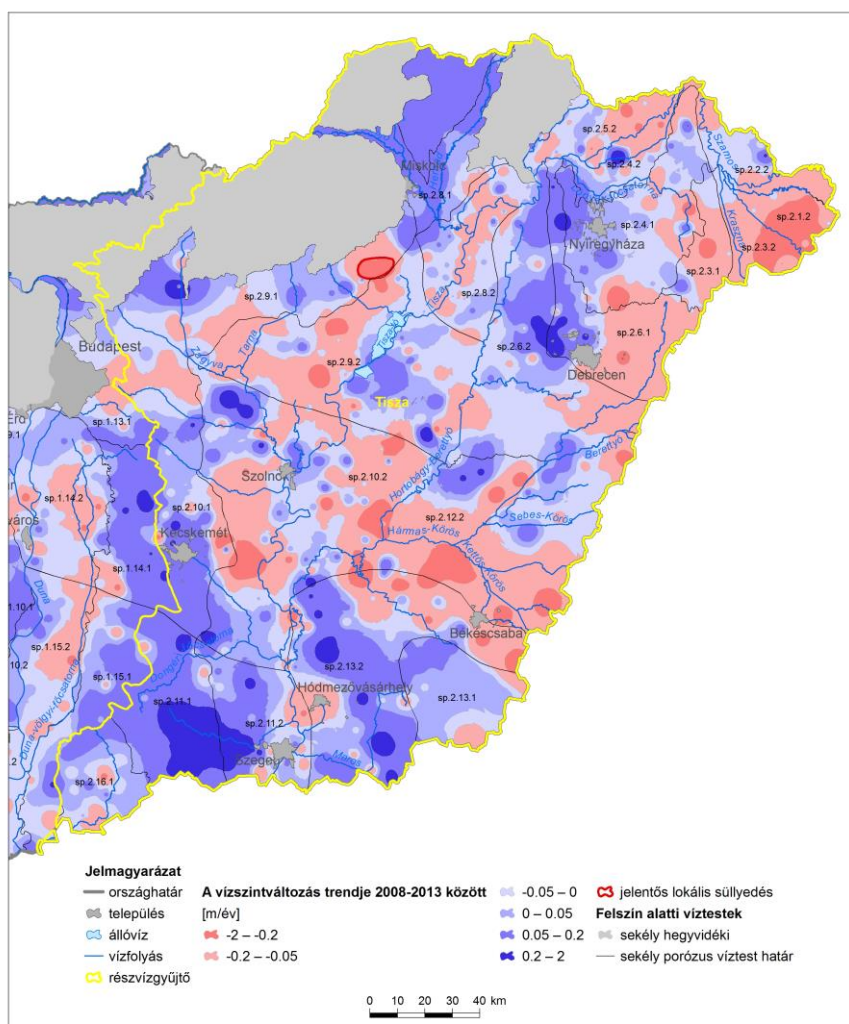 Miskolc
sp.2.8.1
sp.2.5.2
sp.2.4.2
Szamos
sp.2.2.2
sp.2.4.1
Nyíregyháza
Kraszna
sp.2.1.2
sp.2.3.2
sp.2.3.1
sp.2.9.1
Tisza
sp.2.8.2
Zagyva
Tarna
Tiszató
Budapest
sp.2.9.2
sp.2.6.2
sp.2.6.1
Debrecen
Tisza
Érd
9.1
sp.1.13.1
Hortobágy-Berettyó
Berettyó
Szolnok
sp.2.10.2
sp.1.14.2
város
sp.2.10.1
Kecskemét
sp.2.12.2
Sebes-Körös
Hármas-Körös
Kettős-Körös
sp.1.14.1
Duna
1.10.1
Békéscsaba
sp.1.15.2
10.2
sp.1.15.1
sp.2.13.2
Hódmezővásárhely
sp.2.13.1
Duna-völgyi-főcsatorna
sp.2.11.1
sp.2.11.2
Szeged
Maros
.2
sp.2.16.1
Jelmagyarázat
országhatár
település
állóvíz
vízfolyás
részvízgyűjtő
A vízszintváltozás trendje 2008-2013 között
[m/év]
-2 – -0.2
-0.2 – -0.05
-0.05 – 0
0 – 0.05
0.05 - 0.2
0.2 – 2
jelentős lokális süllyedés
Felszín alatti víztestek
sekély hegyvidéki
sekély porózus víztest határ
0 10 20 30 40 km